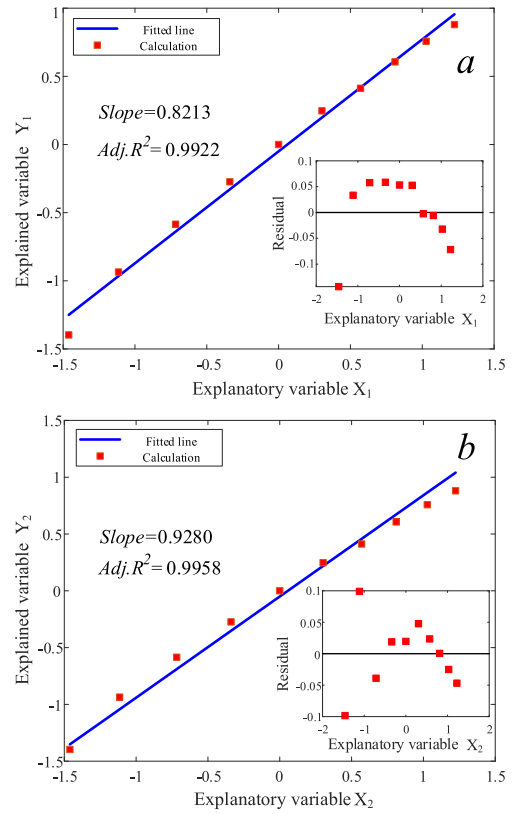 1
Fitted line
Calculation
a
Slope=0.8213
Adj.R²=0.9922
0.5
0
-0.5
-1
-1.5
Explained variable Y₁
0.1
0.05
0
-0.05
-0.1
Residual
-2 -1 0 1 2
Explanatory variable X₁
-1.5 -1 -0.5 0 0.5 1 1.5
Explanatory variable X₁
1.5
Fitted line
Calculation
b
1
0.5
0
-0.5
-1
-1.5
Slope=0.9280
Adj.R²=0.9958
Explained variable Y₂
0.1
0.05
0
-0.05
-0.1
Residual
-2 -1 0 1 2
Explanatory variable X₂
-1.5 -1 -0.5 0 0.5 1 1.5
Explanatory variable X₂